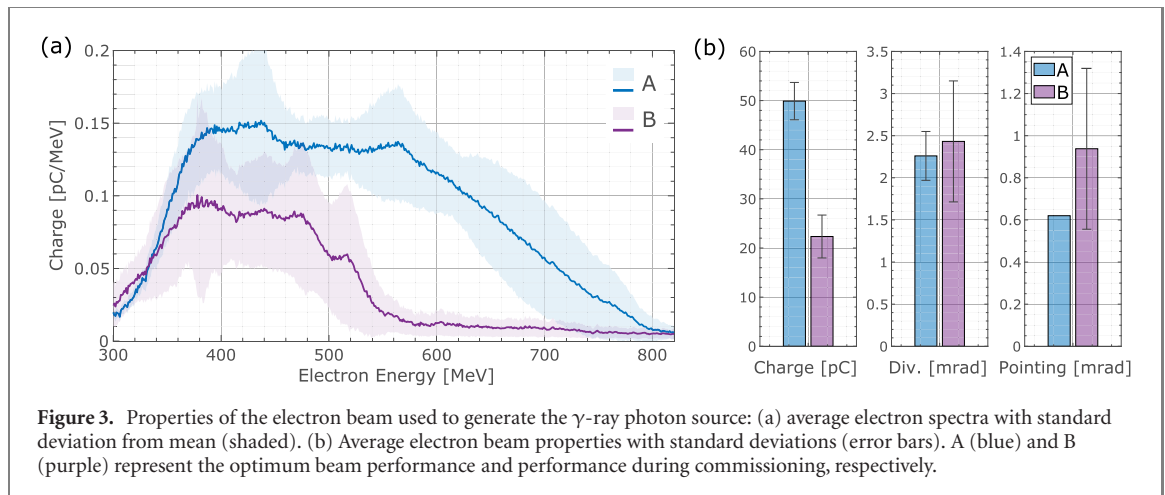 (a)
0.2
0.15
0.1
0.05
0
Charge [pC/MeV]
A
B
300 400 500 600 700 800
Electron Energy [MeV]
(b)
60
50
40
30
20
10
0
Charge [pC]
3.5
3
2.5
2
1.5
1
0.5
0
Div. [mrad]
1.4
1.2
1
0.8
0.6
0.4
0.2
0
Pointing [mrad]
A
B
Figure 3. Properties of the electron beam used to generate the γ-ray photon source: (a) average electron spectra with standard
deviation from mean (shaded). (b) Average electron beam properties with standard deviations (error bars). A (blue) and B
(purple) represent the optimum beam performance and performance during commissioning, respectively.